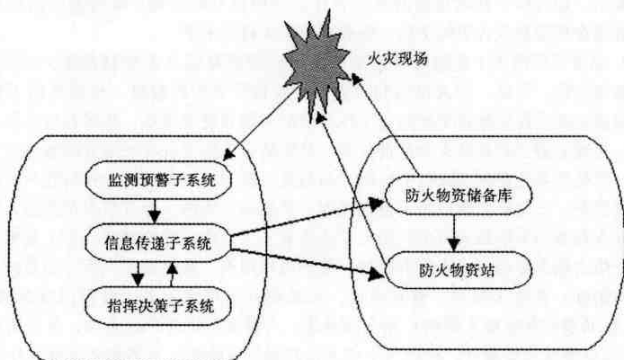 火灾现场
监测预警子系统
防火物资储备库
信息传递子系统
防火物资站
指挥决策子系统